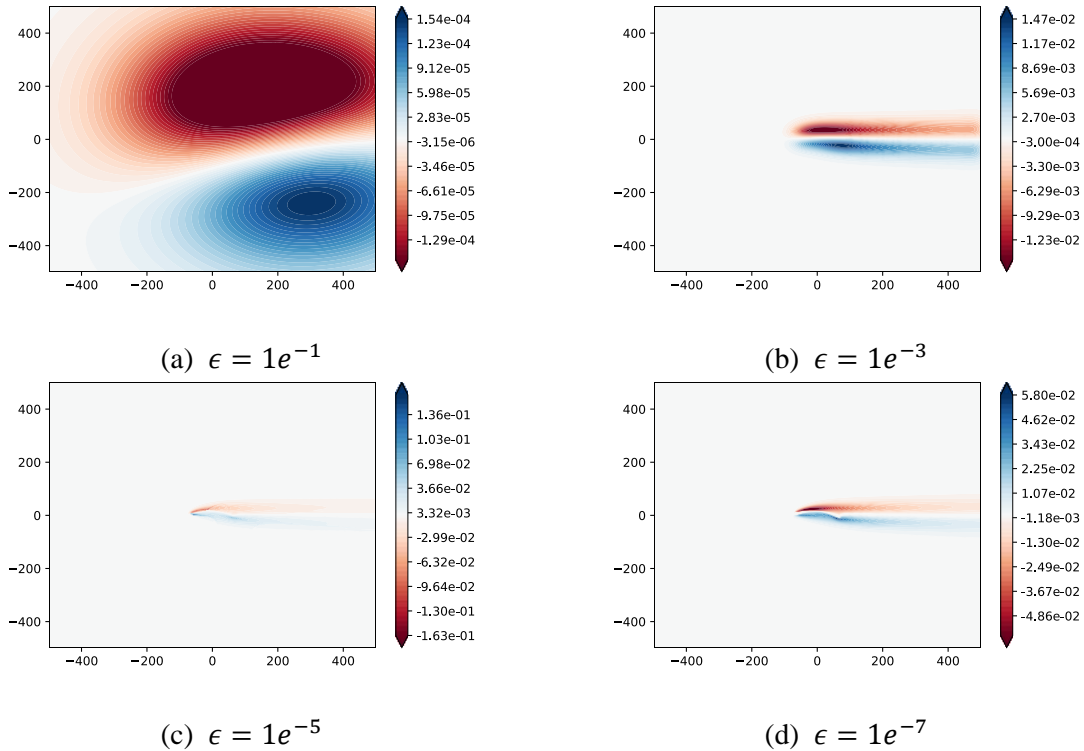 400
200
0
−200
−400
−400
−200
0
200
400
1.54e-04
1.23e-04
9.12e-05
5.98e-05
2.83e-05
-3.15e-06
-3.46e-05
-6.61e-05
-9.75e-05
-1.29e-04
400
200
0
−200
−400
−400
−200
0
200
400
1.47e-02
1.17e-02
8.69e-03
5.69e-03
2.70e-03
-3.00e-04
-3.30e-03
-6.29e-03
-9.29e-03
-1.23e-02
(a) ϵ = 1e⁻¹
(b) ϵ = 1e⁻³
400
200
0
−200
−400
−400
−200
0
200
400
1.36e-01
1.03e-01
6.98e-02
3.66e-02
3.32e-03
-2.99e-02
-6.32e-02
-9.64e-02
-1.30e-01
-1.63e-01
400
200
0
−200
−400
−400
−200
0
200
400
5.80e-02
4.62e-02
3.43e-02
2.25e-02
1.07e-02
-1.18e-03
-1.30e-02
-2.49e-02
-3.67e-02
-4.86e-02
(c) ϵ = 1e⁻⁵
(d) ϵ = 1e⁻⁷